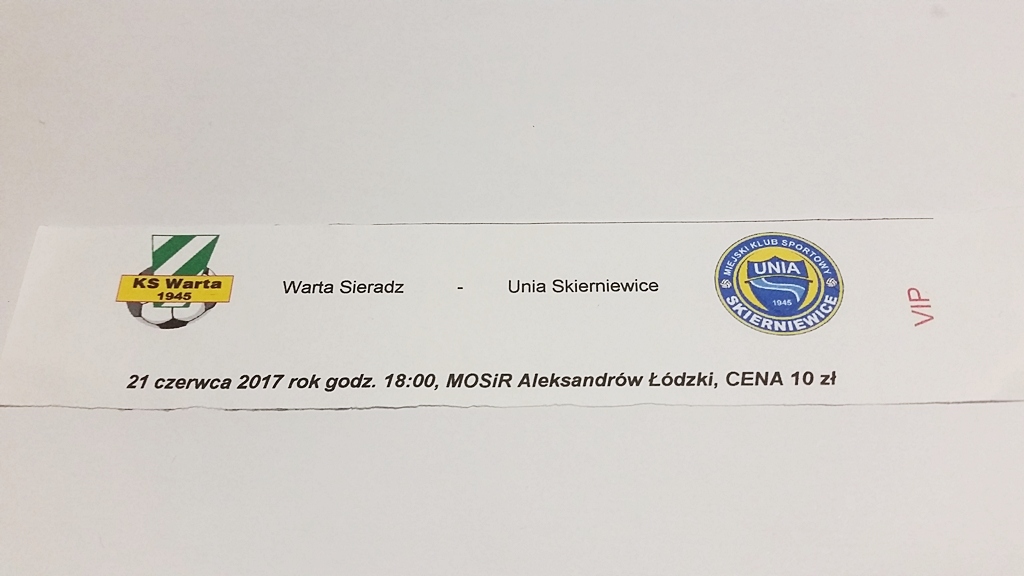 KS Warta
1945
Warta Sieradz - Unia Skierniewice
MIEJSKI KLUB SPORTOWY
UNIA
1945
SKIERNIEWICE
VIP
21 czerwca 2017 rok godz. 18:00, MOSiR Aleksandrów Łódzki, CENA 10 zł